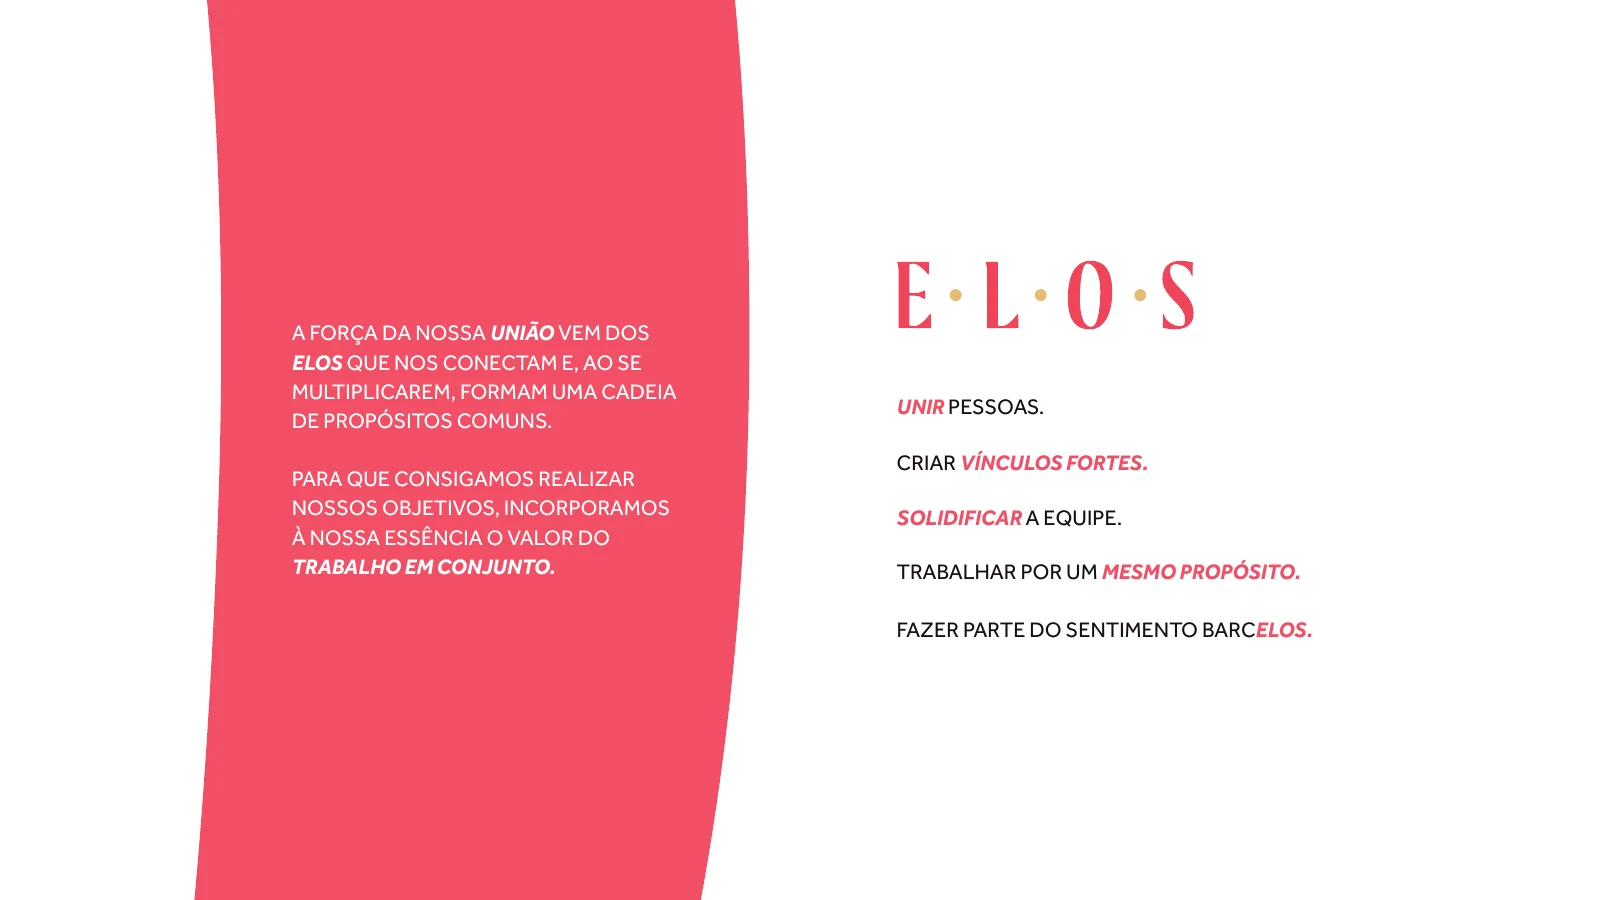 A FORÇA DA NOSSA UNIÃO VEM DOS
ELOS QUE NOS CONECTAM E, AO SE
MULTIPLICAREM, FORMAM UMA CADEIA
DE PROPÓSITOS COMUNS.
PARA QUE CONSIGAMOS REALIZAR
NOSSOS OBJETIVOS, INCORPORAMOS
À NOSSA ESSÊNCIA O VALOR DO
TRABALHO EM CONJUNTO.
E·L·O·S
UNIR PESSOAS.
CRIAR VÍNCULOS FORTES.
SOLIDIFICAR A EQUIPE.
TRABALHAR POR UM MESMO PROPÓSITO.
FAZER PARTE DO SENTIMENTO BARCELOS.